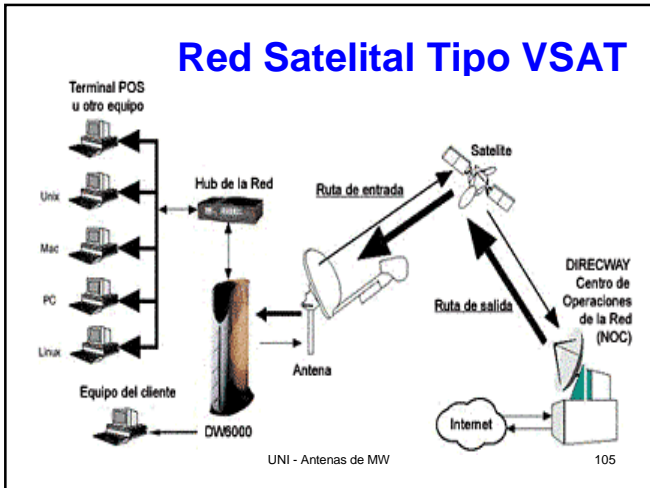 Red Satelital Tipo VSAT
Terminal POS
u otro equipo
Unix
Mac
PC
Linux
Hub de la Red
Ruta de entrada
Satelite
DIRECWAY
Centro de
Operaciones
de la Red
(NOC)
Ruta de salida
Antena
Equipo del cliente
DW6000
Internet
UNI - Antenas de MW
105